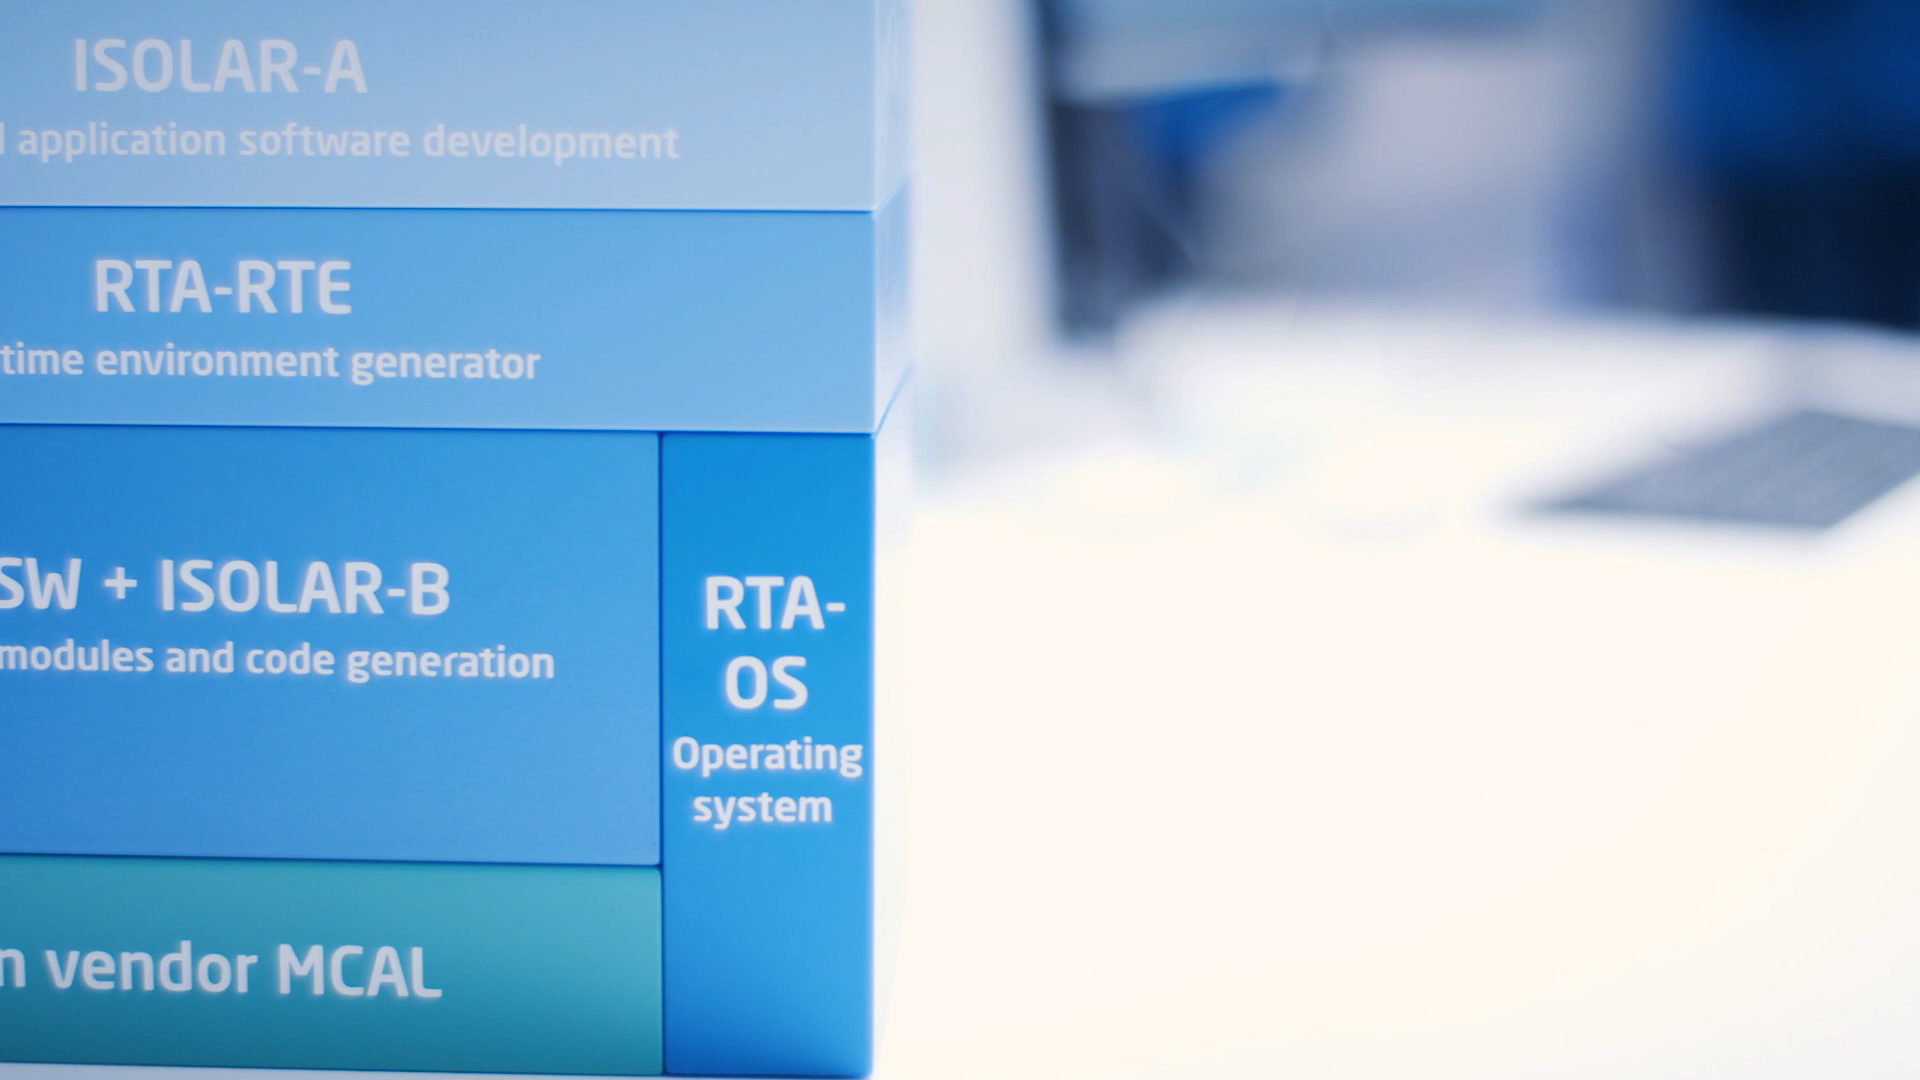 ISOLAR-A
application software development
RTA-RTE
time environment generator
SW + ISOLAR-B
modules and code generation
RTA-
OS
Operating
system
n vendor MCAL